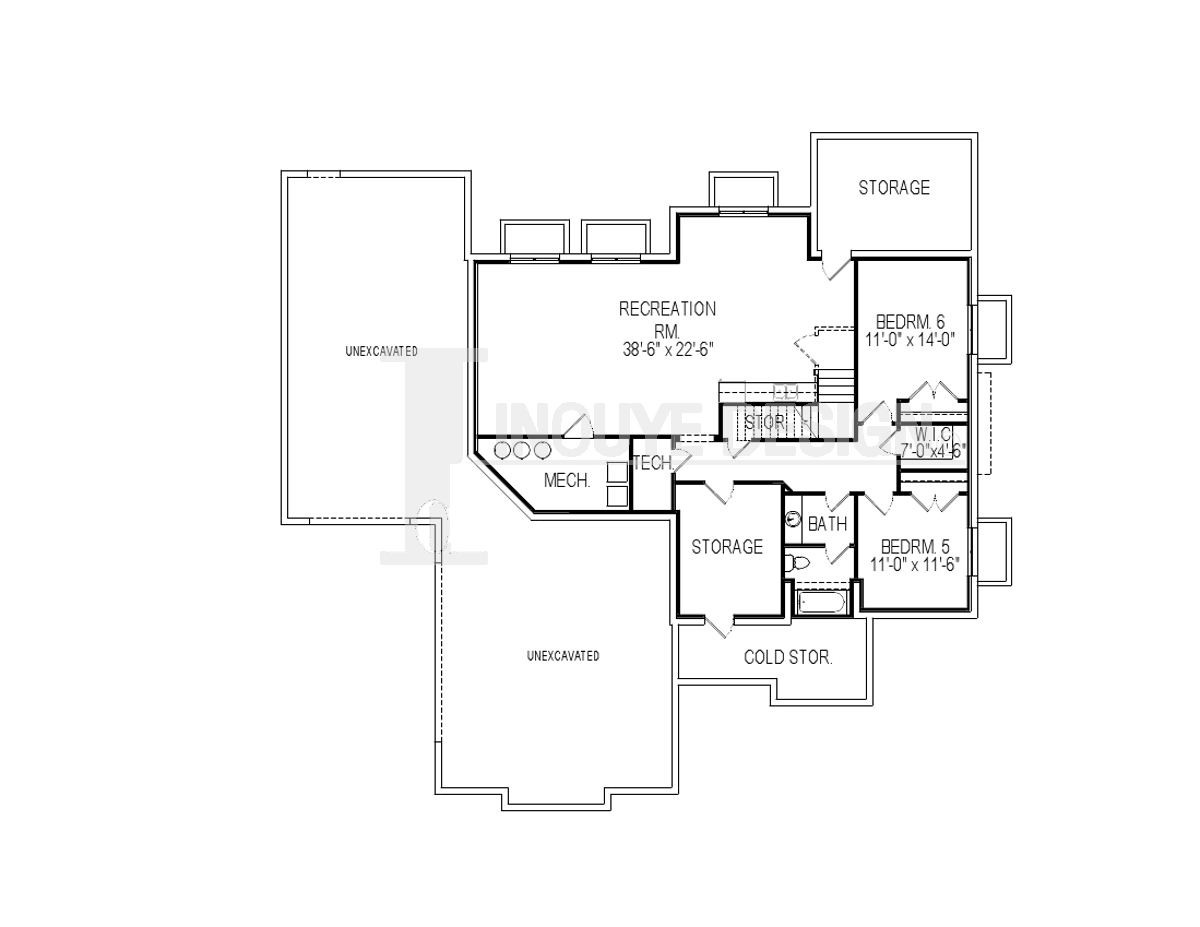 STORAGE
RECREATION
RM.
38'-6" x 22'-6"
BEDRM. 6
11'-0" x 14'-0"
UNEXCAVATED
INOUYE DESIGN
STOR.
W.I.C.
7'-0"x4'-6"
MECH.
TECH.
BATH
STORAGE
BEDRM. 5
11'-0" x 11'-6"
UNEXCAVATED
COLD STOR.